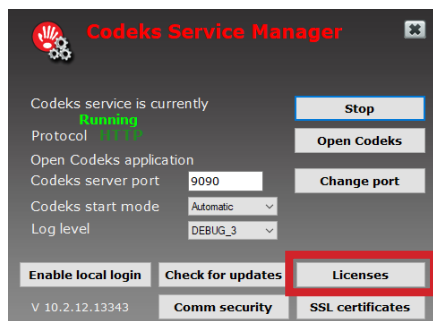 Codeks Service Manager
Codeks service is currently
Running
Stop
Protocol HTTP
Open Codeks
Open Codeks application
Codeks server port 9090
Change port
Codeks start mode Automatic
Log level DEBUG_3
Enable local login Check for updates Licenses
V 10.2.12.13343 Comm security SSL certificates